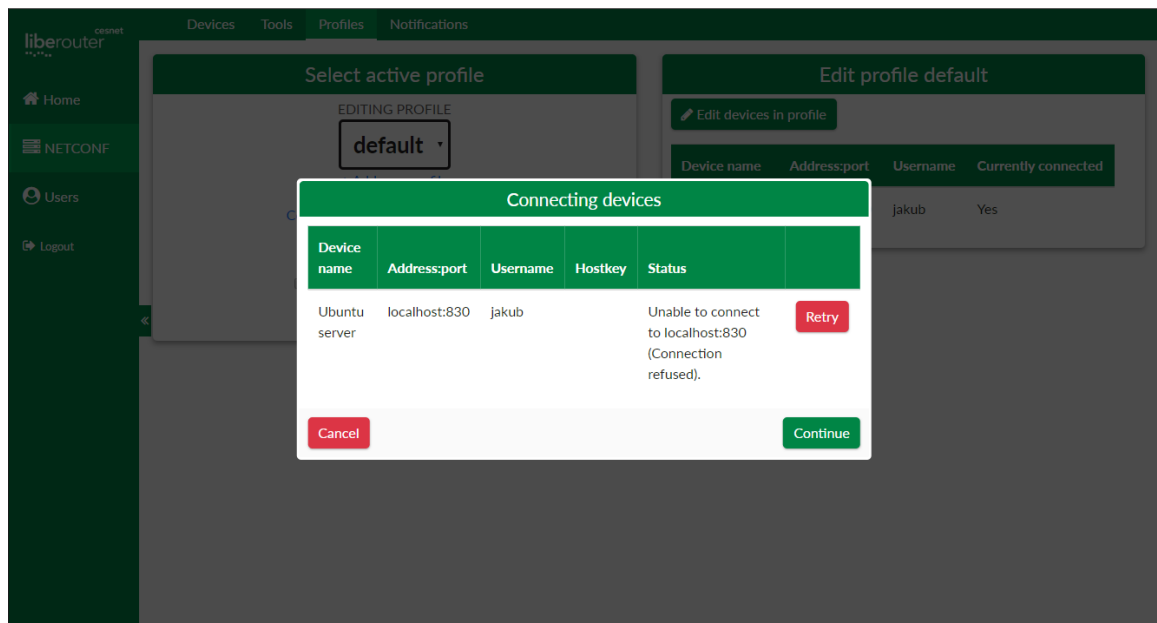 cesnet
liberouter
Devices Tools Profiles Notifications
Home
NETCONF
Users
Logout
Select active profile
EDITING PROFILE
default
Edit profile default
Edit devices in profile
Device name Address:port Username Currently connected
jakub Yes
Connecting devices
Device
name Address:port Username Hostkey Status
Ubuntu localhost:830 jakub Unable to connect Retry
server to localhost:830
(Connection
refused).
Cancel Continue